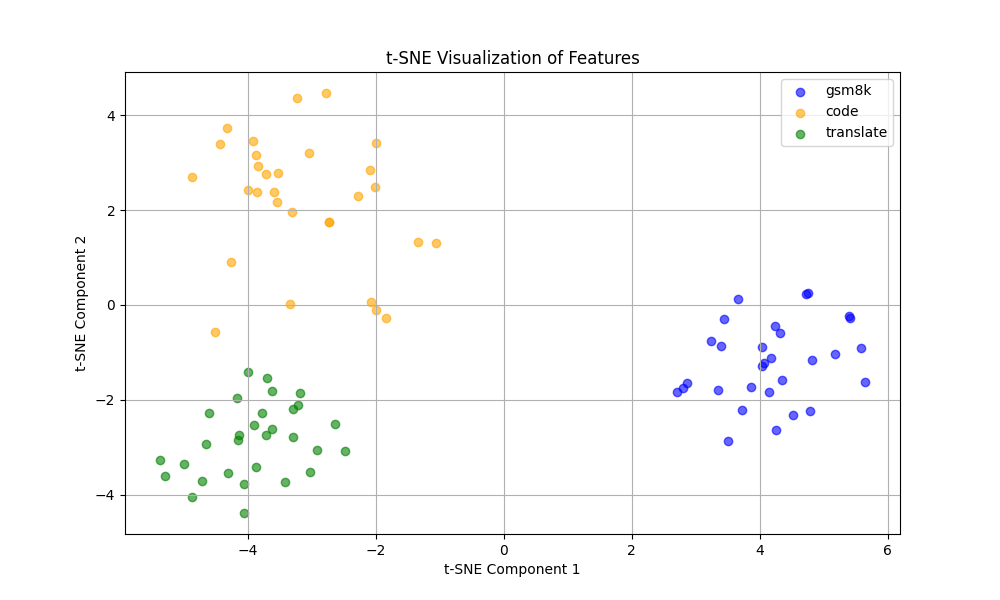 t-SNE Visualization of Features
gsm8k
code
translate
t-SNE Component 2
4
2
0
−2
−4
−4
−2
0
2
4
6
t-SNE Component 1